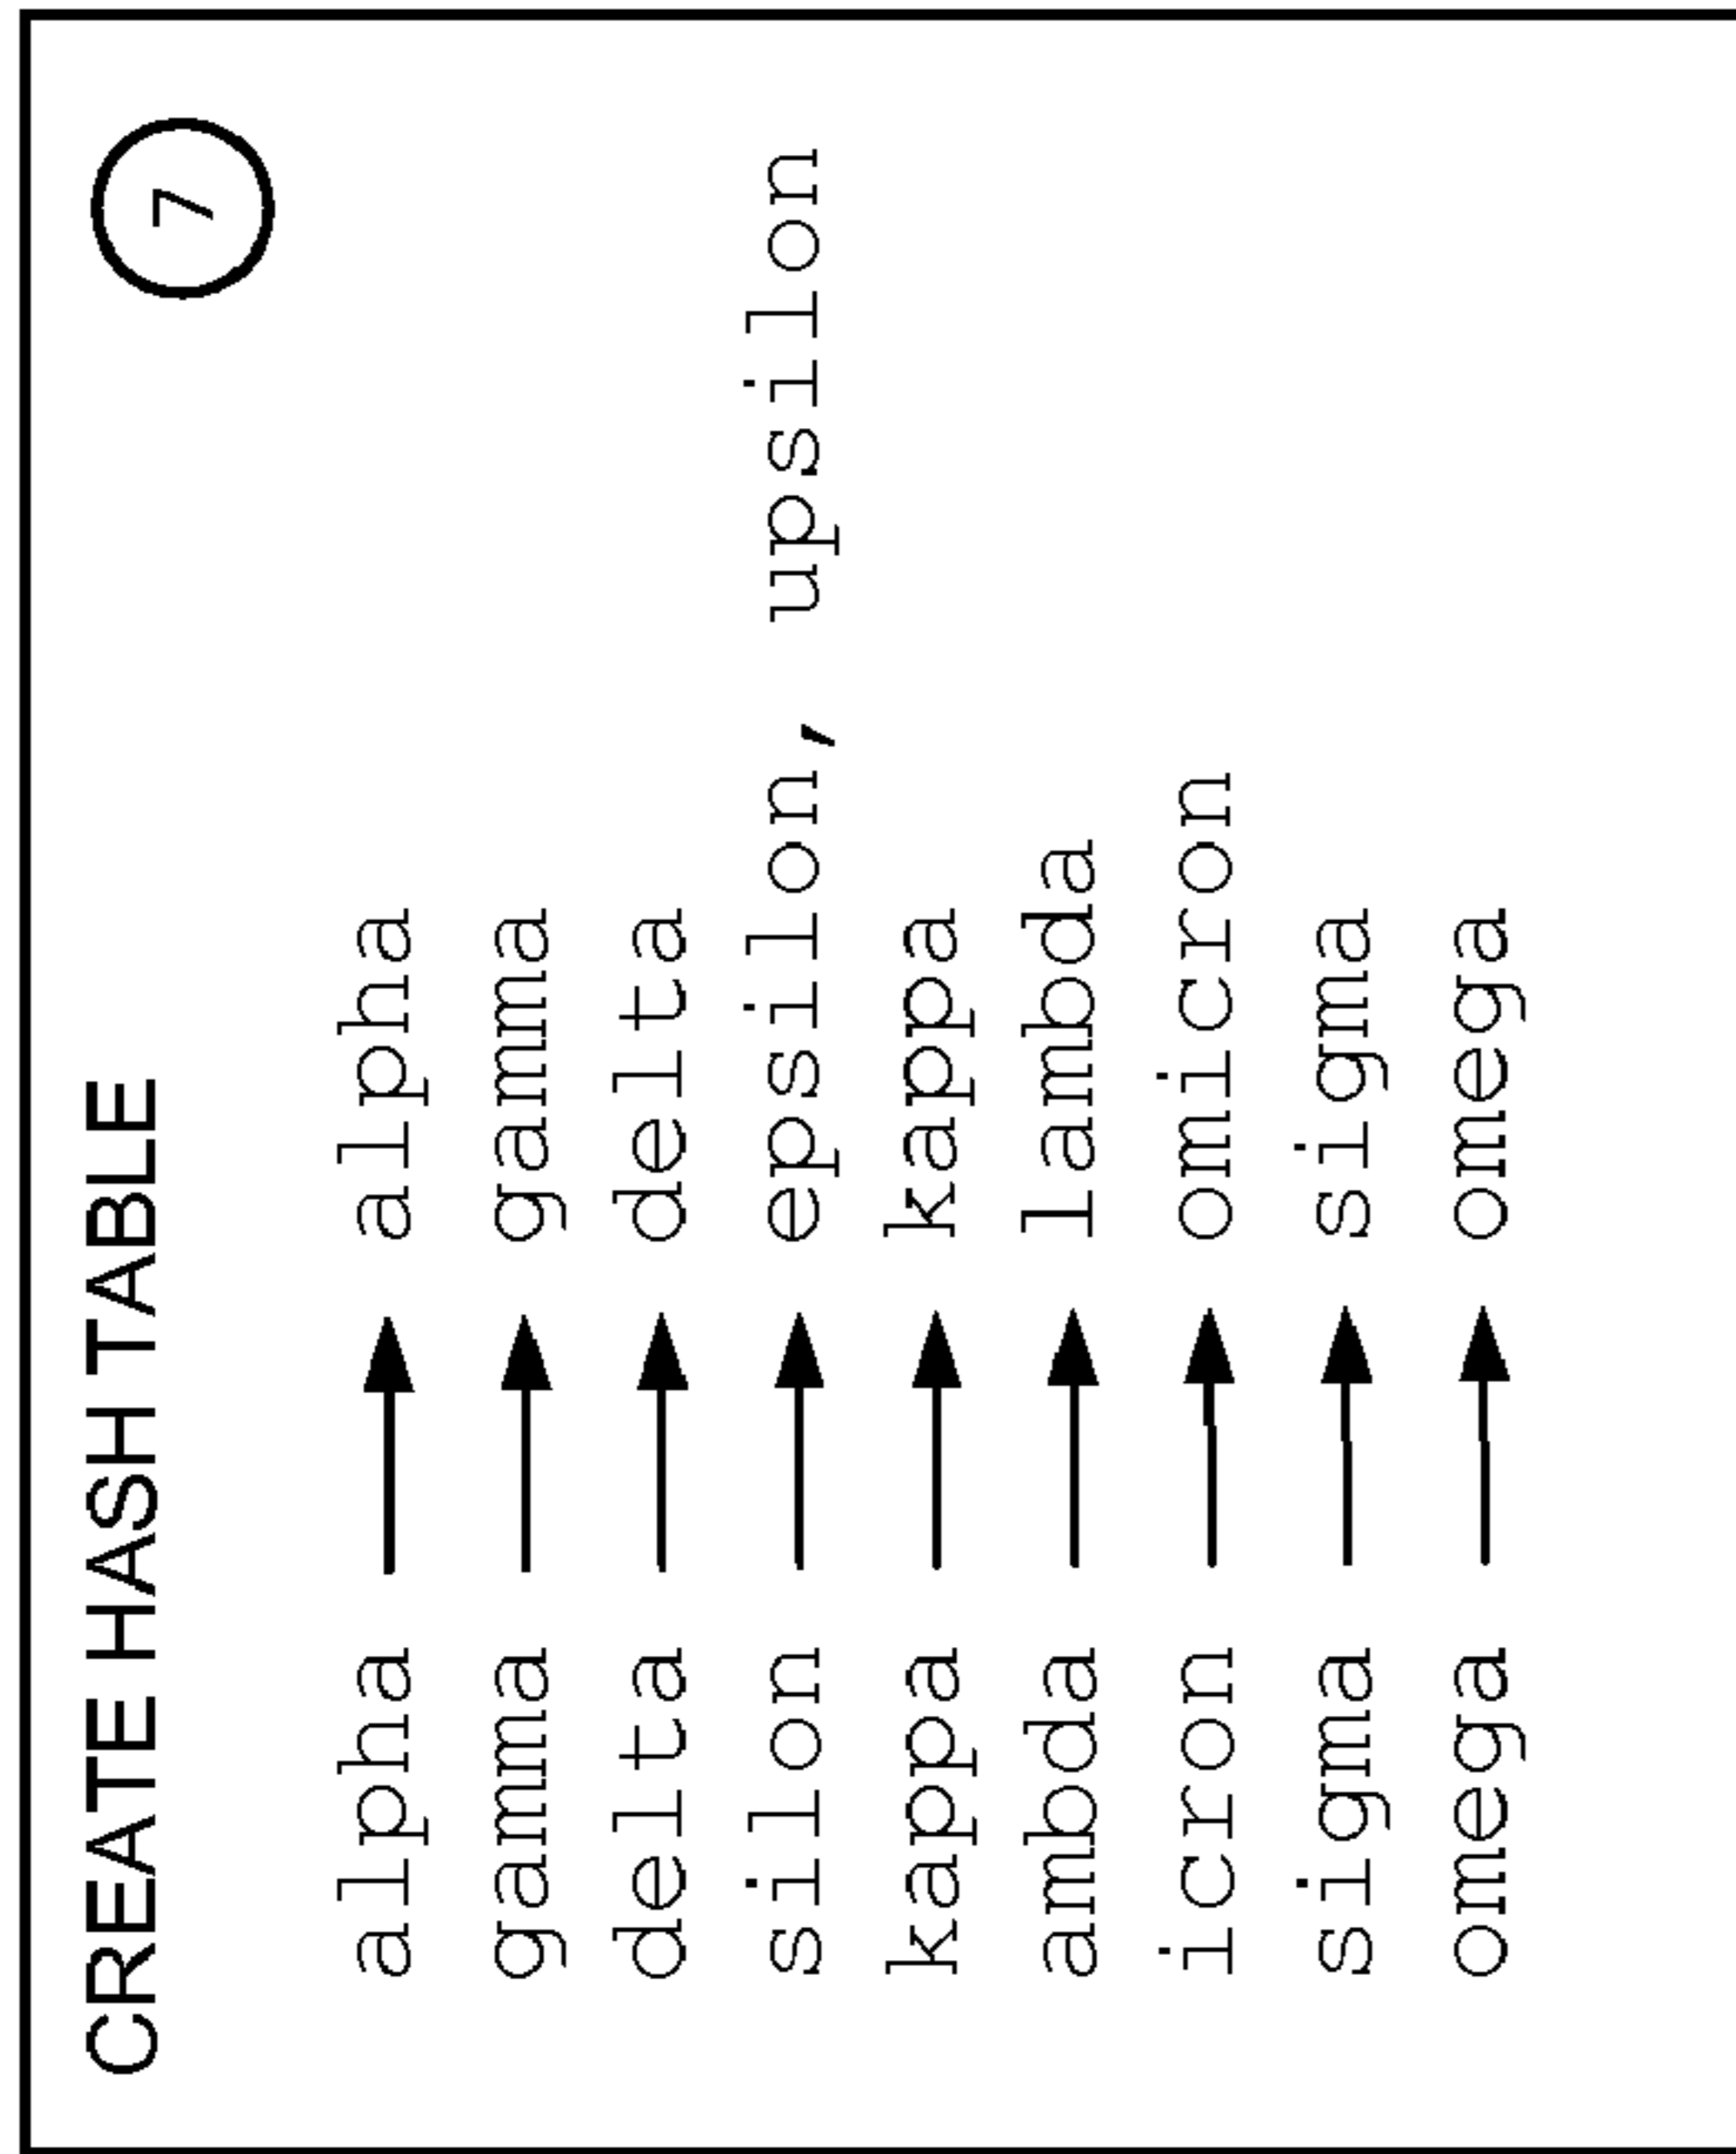 CREATE HASH TABLE 7
alpha alpha
gamma gamma
delta delta
silon epsilon, upsilon
kappa kappa
ambda lambda
icron omicron
sigma sigma
omega omega